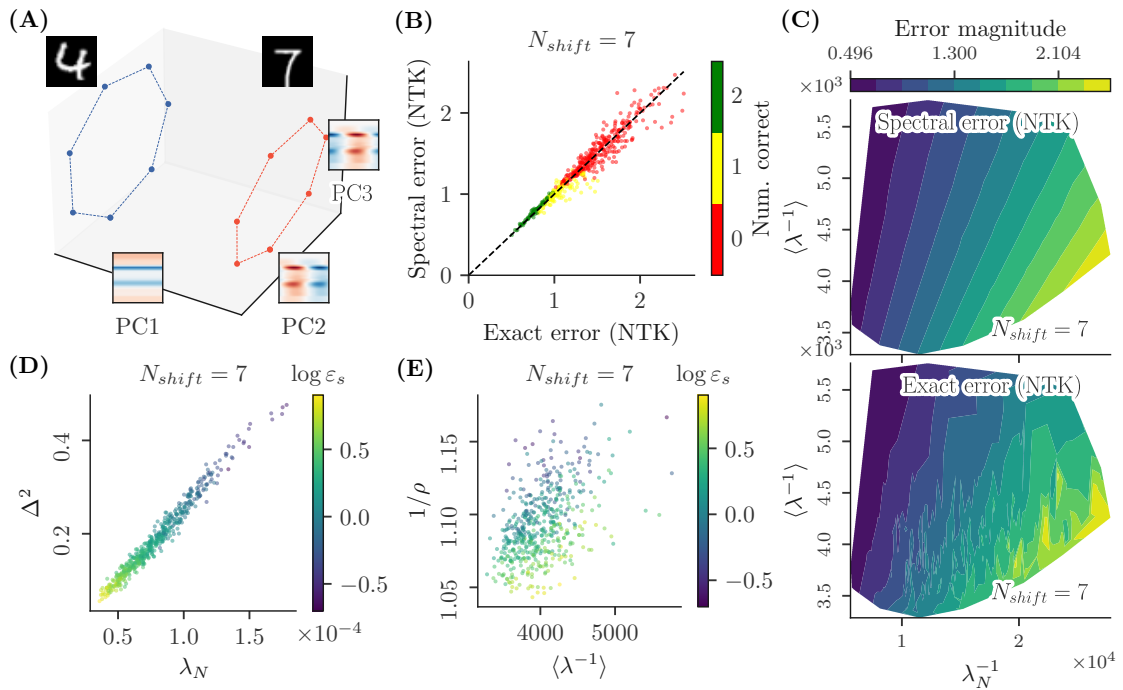 (A)
4
7
PC1
PC2
PC3
(B)
N_shift = 7
Spectral error (NTK)
2
1
0
0 1 2
Exact error (NTK)
2
1
0
Num. correct
(C)
Error magnitude
0.496 1.300 2.104
×10³
5.5
5.0
4.5
4.0
3.5
⟨λ⁻¹⟩
Spectral error (NTK)
N_shift = 7
×10³
5.5
5.0
4.5
4.0
3.5
⟨λ⁻¹⟩
Exact error (NTK)
N_shift = 7
1 2
×10⁴
λ_N⁻¹
(D)
N_shift = 7
log ε_s
Δ²
0.4
0.2
0.5 1.0 1.5
×10⁻⁴
λ_N
0.5
0.0
−0.5
(E)
N_shift = 7
log ε_s
1/ρ
1.15
1.10
1.05
4000 5000
⟨λ⁻¹⟩
0.5
0.0
−0.5